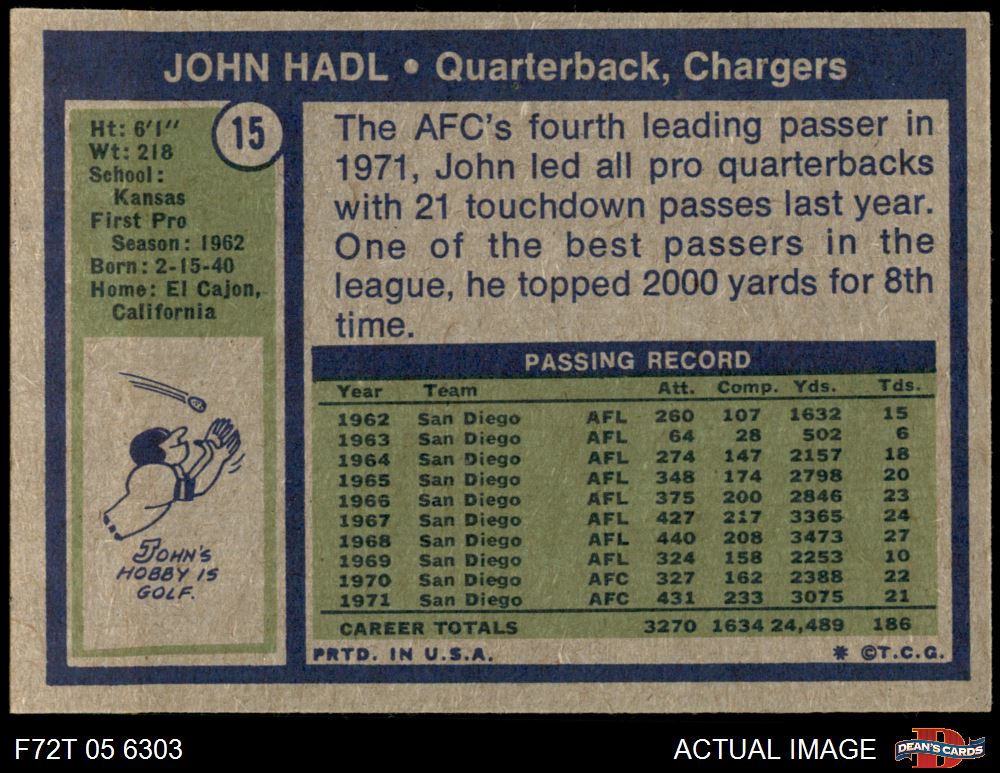 JOHN HADL • Quarterback, Chargers
15
Ht: 6'1"
Wt: 218
School:
Kansas
First Pro
Season: 1962
Born: 2-15-40
Home: El Cajon,
California
JOHN'S
HOBBY IS
GOLF.
The AFC's fourth leading passer in
1971, John led all pro quarterbacks
with 21 touchdown passes last year.
One of the best passers in the
league, he topped 2000 yards for 8th
time.
PASSING RECORD
Year Team Att. Comp. Yds. Tds.
1962 San Diego AFL 260 107 1632 15
1963 San Diego AFL 64 28 502 6
1964 San Diego AFL 274 147 2157 18
1965 San Diego AFL 348 174 2798 20
1966 San Diego AFL 375 200 2846 23
1967 San Diego AFL 427 217 3365 24
1968 San Diego AFL 440 208 3473 27
1969 San Diego AFL 324 158 2253 10
1970 San Diego AFC 327 162 2388 22
1971 San Diego AFC 431 233 3075 21
CAREER TOTALS 3270 1634 24,489 186
PRTD. IN U.S.A. * ©T.C.G.
F72T 05 6303 ACTUAL IMAGE
DEAN'S CARDS